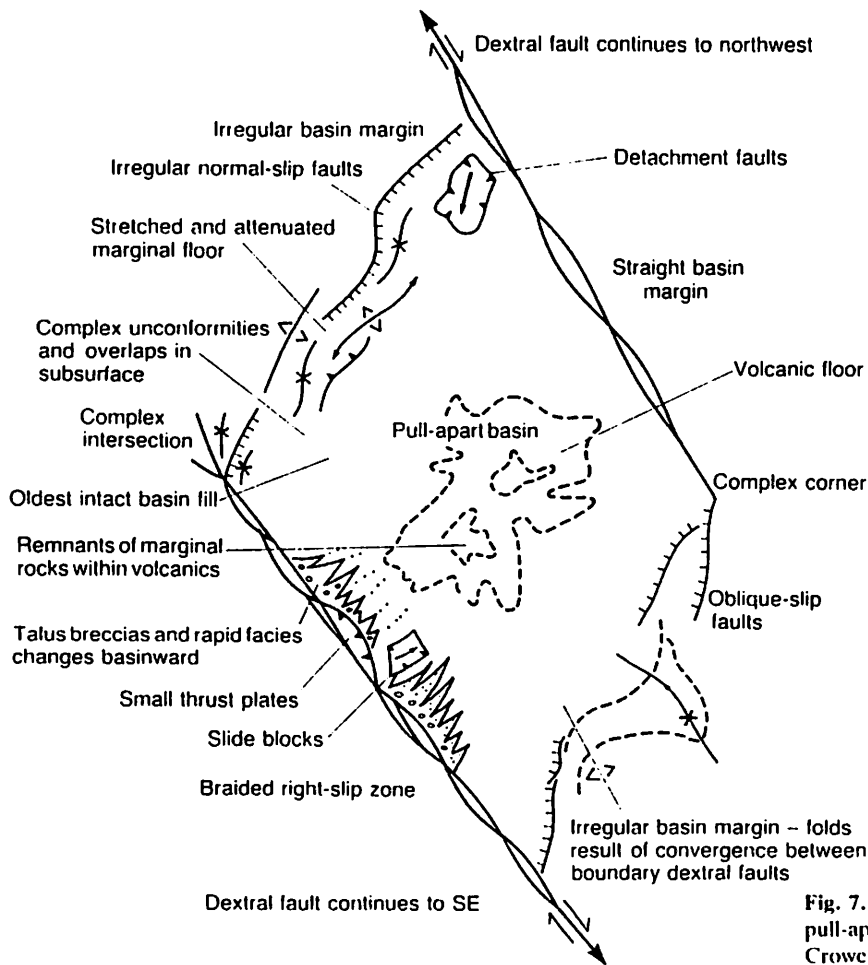 Dextral fault continues to northwest
Irregular basin margin
Detachment faults
Irregular normal-slip faults
Stretched and attenuated
marginal floor
Straight basin
margin
Complex unconformities
and overlaps in
subsurface
Volcanic floor
Complex
intersection
Pull-apart basin
Complex corner
Oldest intact basin fill
Remnants of marginal
rocks within volcanics
Oblique-slip
faults
Talus breccias and rapid facies
changes basinward
Small thrust plates
Slide blocks
Braided right-slip zone
Irregular basin margin – folds
result of convergence between
boundary dextral faults
Dextral fault continues to SE
Fig. 7.
pull-ap
Crowe